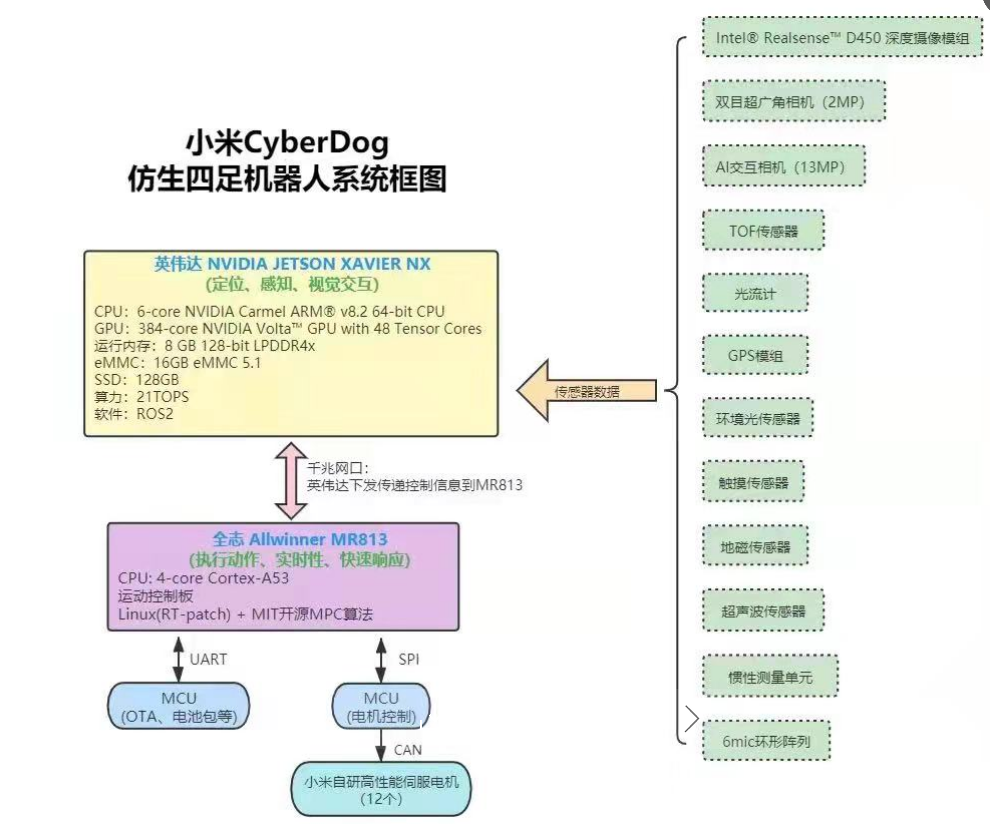 小米CyberDog
仿生四足机器人系统框图
英伟达 NVIDIA JETSON XAVIER NX
(定位、感知、视觉交互)
CPU：6-core NVIDIA Carmel ARM® v8.2 64-bit CPU
GPU：384-core NVIDIA Volta™ GPU with 48 Tensor Cores
运行内存：8 GB 128-bit LPDDR4x
eMMC：16GB eMMC 5.1
SSD：128GB
算力：21TOPS
软件：ROS2
千兆网口：
英伟达下发传递控制信息到MR813
全志 Allwinner MR813
(执行动作、实时性、快速响应)
CPU: 4-core Cortex-A53
运动控制板
Linux(RT-patch) + MIT开源MPC算法
UART
SPI
MCU
(OTA、电池包等)
MCU
(电机控制)
CAN
小米自研高性能伺服电机
(12个)
传感器数据
Intel® Realsense™ D450 深度摄像模组
双目超广角相机（2MP）
AI交互相机（13MP）
TOF传感器
光流计
GPS模组
环境光传感器
触摸传感器
地磁传感器
超声波传感器
惯性测量单元
6mic环形阵列